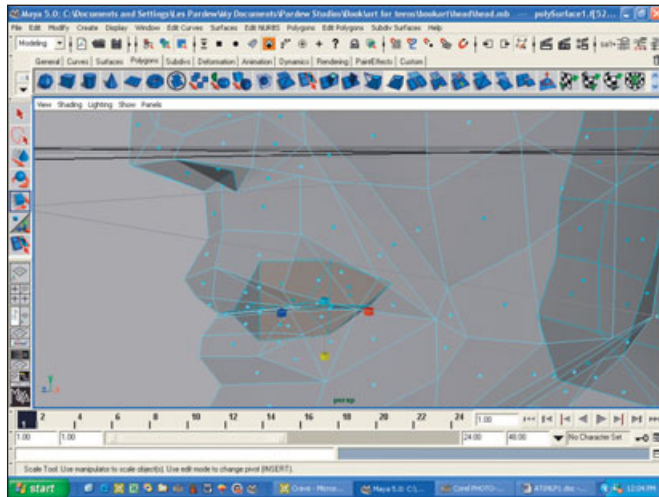 Maya 5.0: C:\Documents and Settings\Les Pardew\My Documents\Pardew Studios\Book\art for teens\bookart\head\head.mb - polySurface1.f[52...
File Edit Modify Create Display Window Edit Curves Surfaces Edit NURBS Polygons Edit Polygons Subdiv Surfaces Help
Modeling
sel
General Curves Surfaces Polygons Subdivs Deformation Animation Dynamics Rendering PaintEffects Custom
View Shading Lighting Show Panels
persp
2 4 6 8 10 12 14 16 18 20 22 24 1.00
1.00 1.00 24.00 48.00 No Character Set
Scale Tool: Use manipulator to scale object(s). Use edit mode to change pivot (INSERT).
start Maya 5.0: C:\... Corel PHOTO-... 12:04 PM